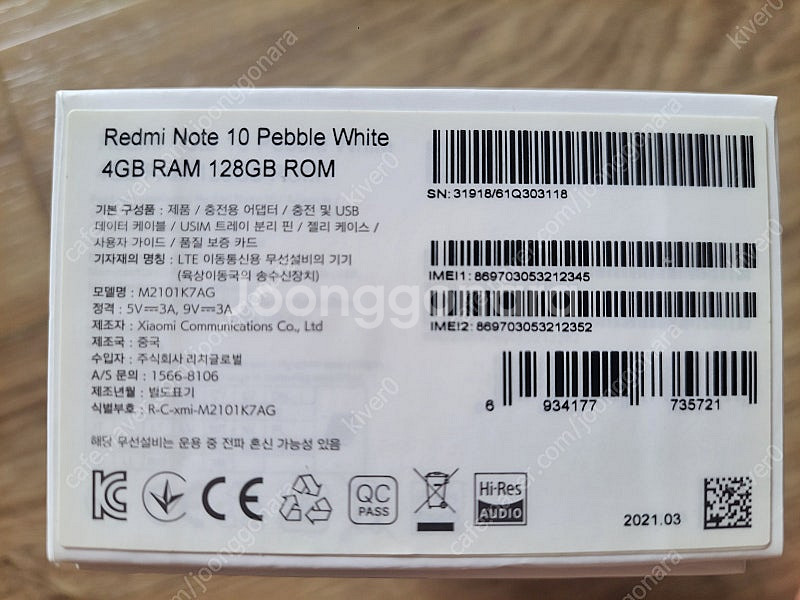 Redmi Note 10 Pebble White
4GB RAM 128GB ROM
기본 구성품 : 제품 / 충전용 어댑터 / 충전 및 USB
데이터 케이블 / USIM 트레이 분리 핀 / 젤리 케이스 /
사용자 가이드 / 품질 보증 카드
기자재의 명칭 : LTE 이동통신용 무선설비의 기기
(육상이동국의 송수신장치)
모델명 : M2101K7AG
정격 : 5V⎓3A, 9V⎓3A
제조자 : Xiaomi Communications Co., Ltd
제조국 : 중국
수입자 : 주식회사 리치글로벌
A/S 문의 : 1566-8106
제조년월 : 별도표기
식별부호 : R-C-xmi-M2101K7AG
해당 무선설비는 운용 중 전파 혼신 가능성 있음
SN: 31918/61Q303118
IMEI1: 869703053212345
IMEI2: 869703053212352
6 934177 735721
CE
QC
PASS
Hi-Res
AUDIO
2021.03
Joonggonara
cafe.naver.com/joonggonara
kiver0